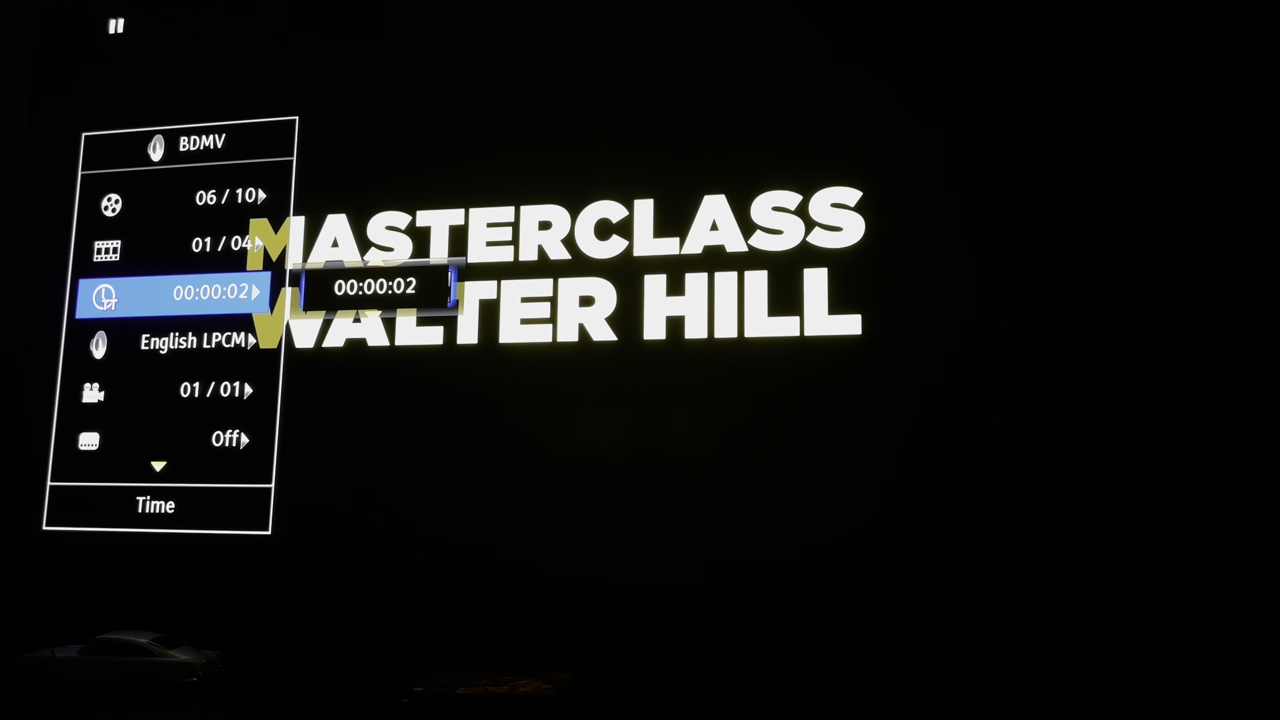 BDMV
06 / 10
MASTERCLASS
01 / 04
00:00:02
00:00:02
WALTER HILL
English LPCM
01 / 01
Off
Time